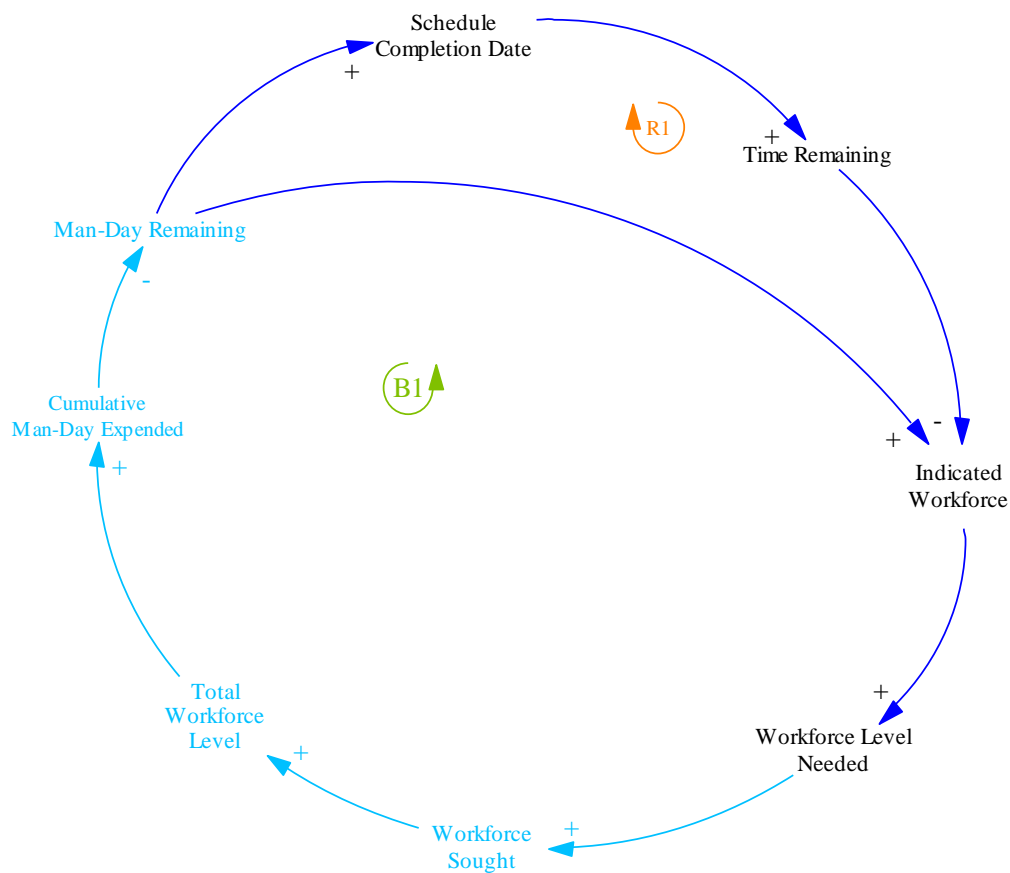 Schedule
Completion Date
+
R1
+
Time Remaining
Man-Day Remaining
-
B1
Cumulative
Man-Day Expended
+
-
+
Indicated
Workforce
+
Total
Workforce
Level
+
Workforce Level
Needed
+
Workforce
Sought